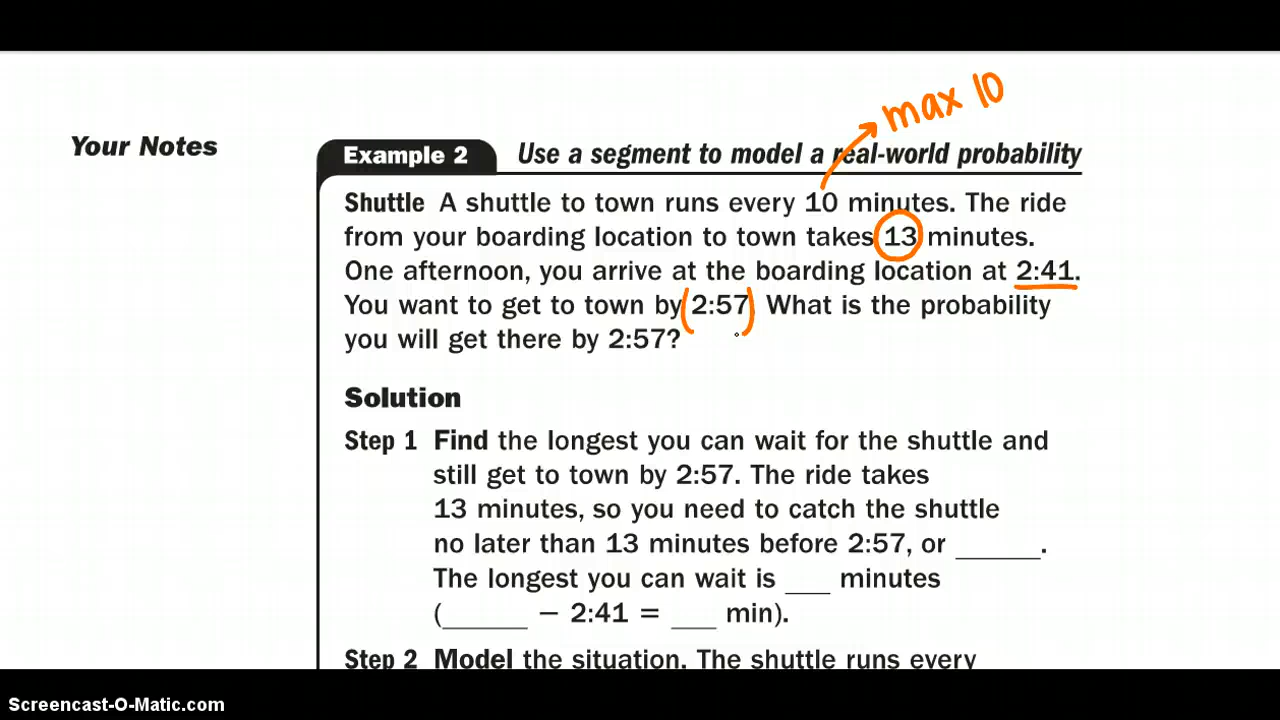 max 10
Your Notes
Example 2 Use a segment to model a real-world probability
Shuttle A shuttle to town runs every 10 minutes. The ride
from your boarding location to town takes 13 minutes.
One afternoon, you arrive at the boarding location at 2:41.
You want to get to town by (2:57) What is the probability
you will get there by 2:57?
Solution
Step 1 Find the longest you can wait for the shuttle and
still get to town by 2:57. The ride takes
13 minutes, so you need to catch the shuttle
no later than 13 minutes before 2:57, or ______.
The longest you can wait is ___ minutes
(______ − 2:41 = ___ min).
Step 2 Model the situation. The shuttle runs every
Screencast-O-Matic.com